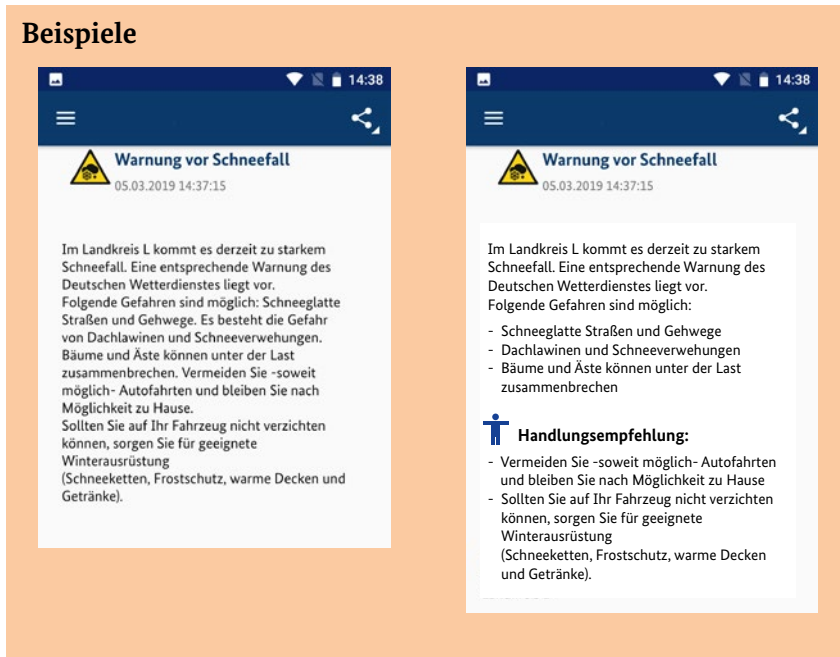 Beispiele
14:38
Warnung vor Schneefall
05.03.2019 14:37:15
Im Landkreis L kommt es derzeit zu starkem
Schneefall. Eine entsprechende Warnung des
Deutschen Wetterdienstes liegt vor.
Folgende Gefahren sind möglich: Schneeglatte
Straßen und Gehwege. Es besteht die Gefahr
von Dachlawinen und Schneeverwehungen.
Bäume und Äste können unter der Last
zusammenbrechen. Vermeiden Sie -soweit
möglich- Autofahrten und bleiben Sie nach
Möglichkeit zu Hause.
Sollten Sie auf Ihr Fahrzeug nicht verzichten
können, sorgen Sie für geeignete
Winterausrüstung
(Schneeketten, Frostschutz, warme Decken und
Getränke).
14:38
Warnung vor Schneefall
05.03.2019 14:37:15
Im Landkreis L kommt es derzeit zu starkem
Schneefall. Eine entsprechende Warnung des
Deutschen Wetterdienstes liegt vor.
Folgende Gefahren sind möglich:
- Schneeglatte Straßen und Gehwege
- Dachlawinen und Schneeverwehungen
- Bäume und Äste können unter der Last
zusammenbrechen
Handlungsempfehlung:
- Vermeiden Sie -soweit möglich- Autofahrten
und bleiben Sie nach Möglichkeit zu Hause
- Sollten Sie auf Ihr Fahrzeug nicht verzichten
können, sorgen Sie für geeignete
Winterausrüstung
(Schneeketten, Frostschutz, warme Decken
und Getränke).